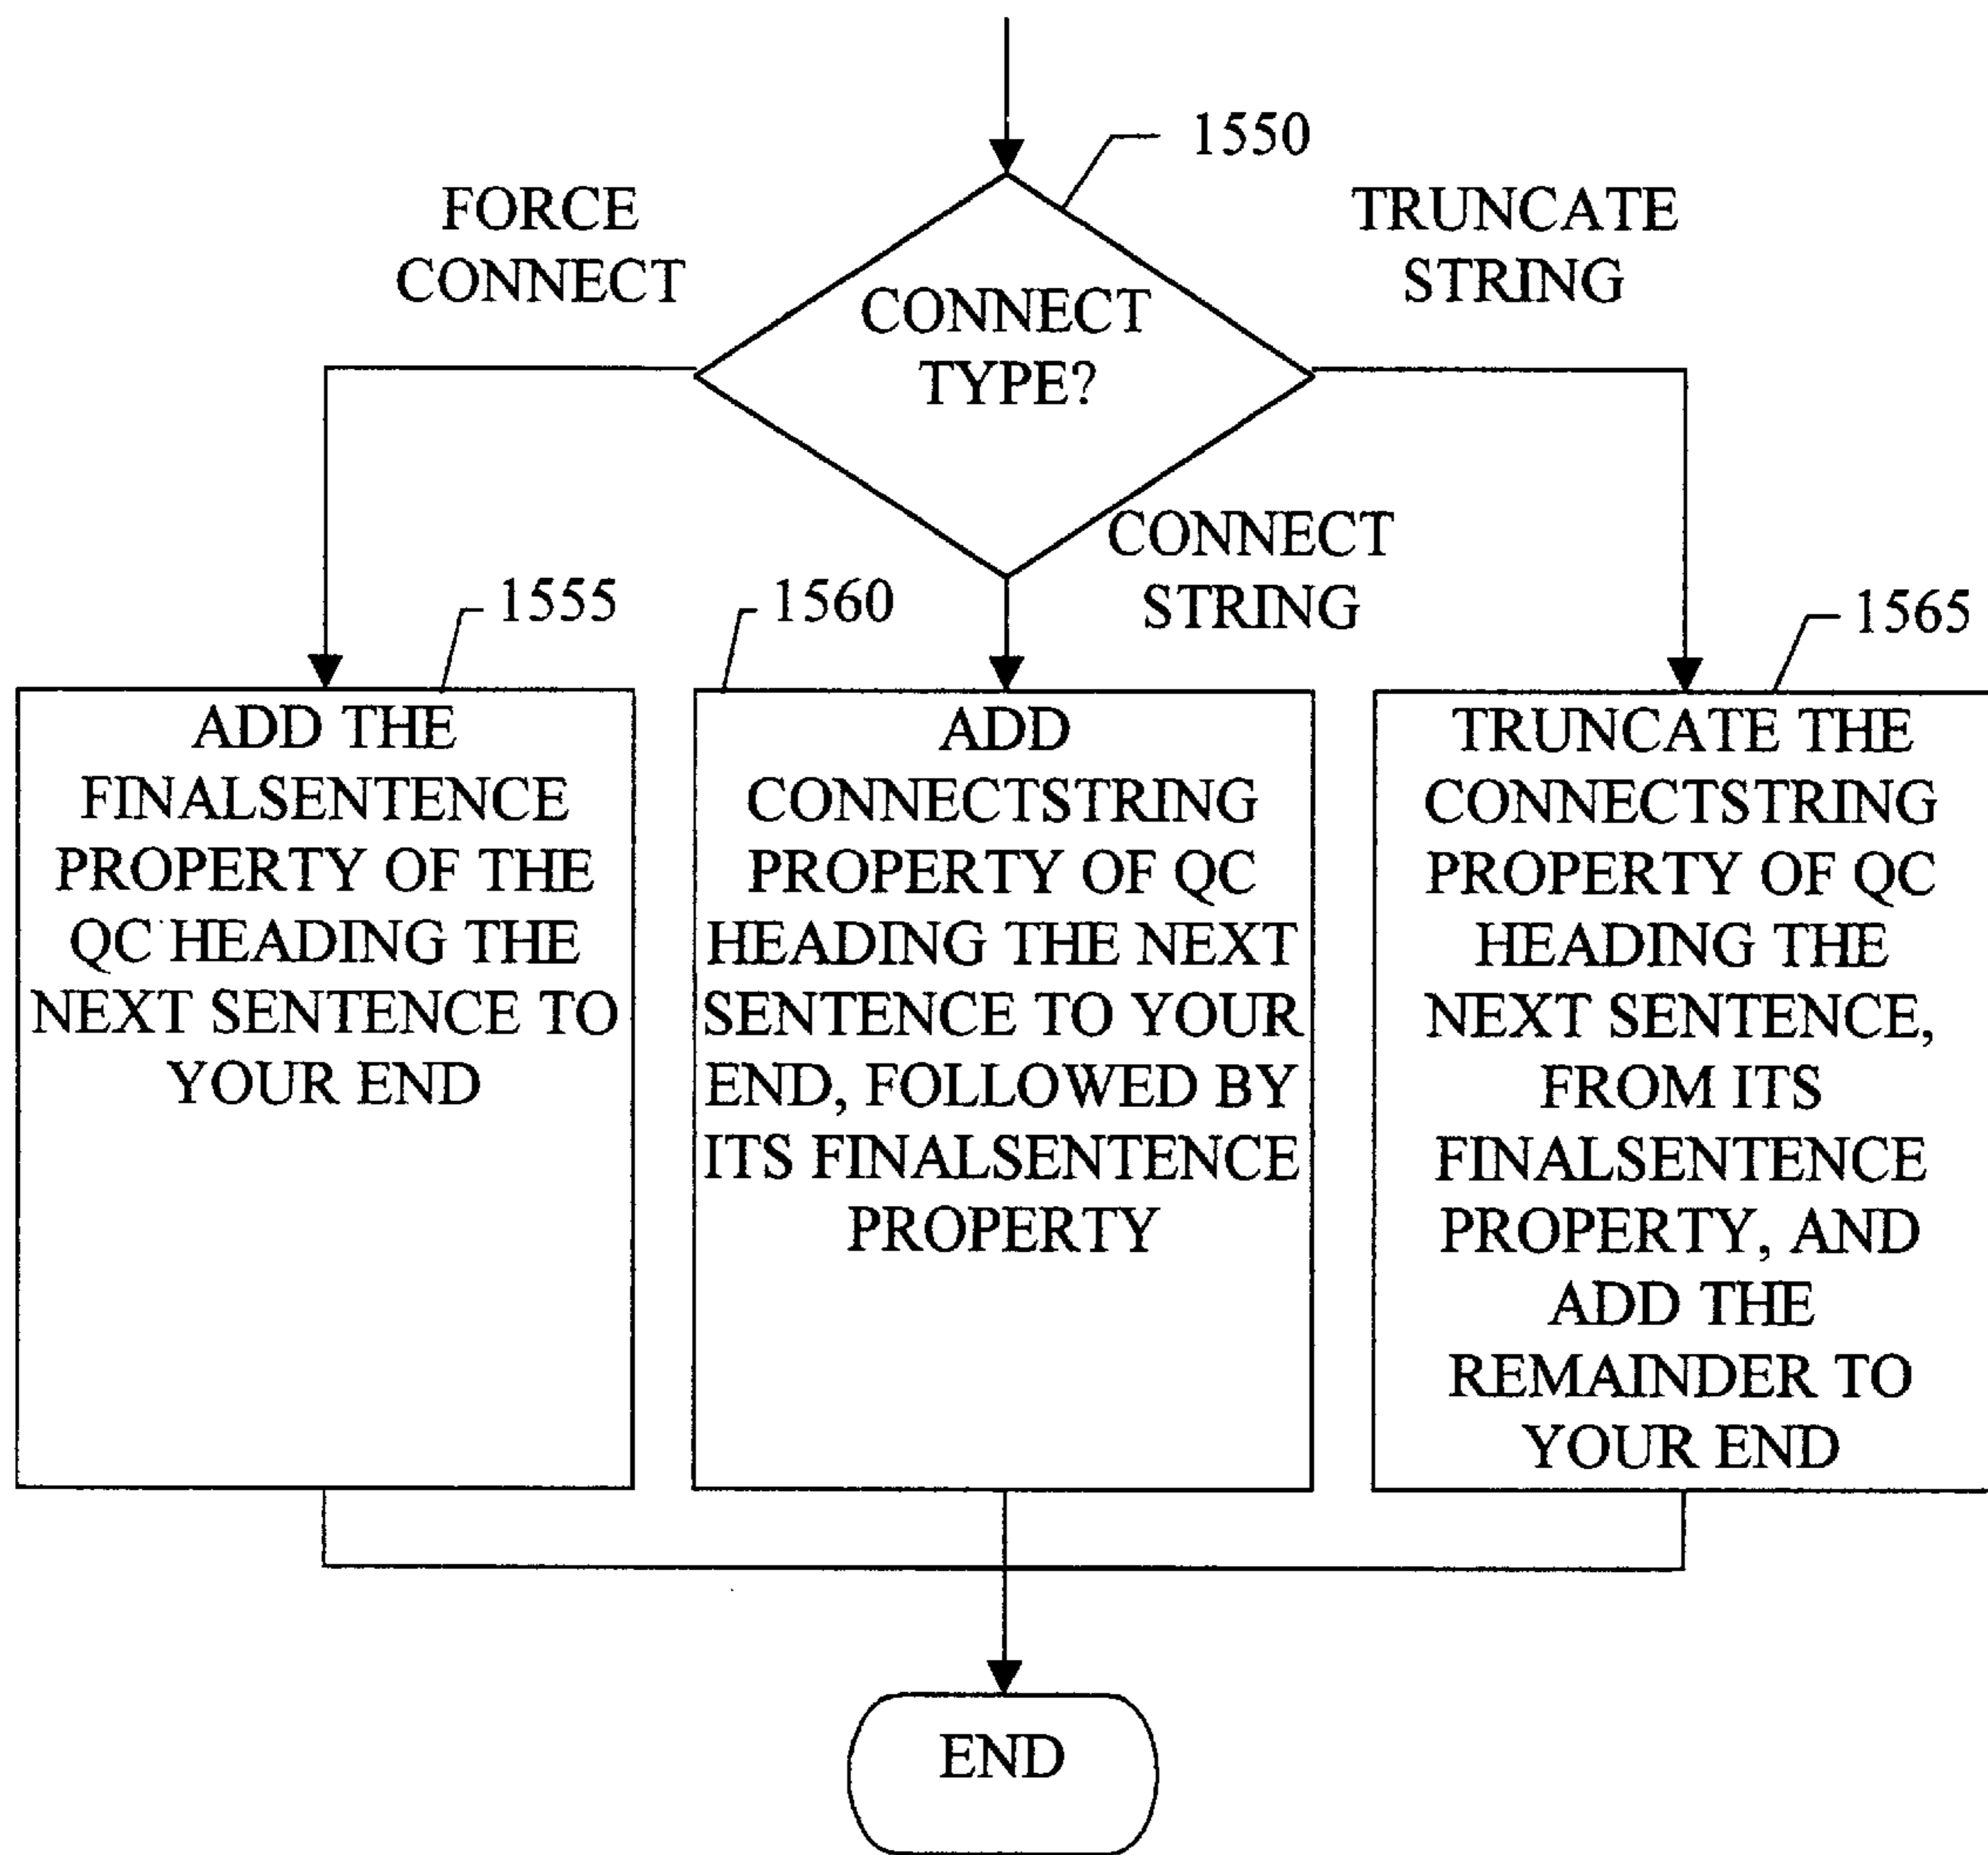 1550
FORCE
CONNECT
TRUNCATE
STRING
CONNECT
TYPE?
CONNECT
STRING
1555
1560
1565
ADD THE
FINALSENTENCE
PROPERTY OF THE
QC HEADING THE
NEXT SENTENCE TO
YOUR END
ADD
CONNECTSTRING
PROPERTY OF QC
HEADING THE NEXT
SENTENCE TO YOUR
END, FOLLOWED BY
ITS FINALSENTENCE
PROPERTY
TRUNCATE THE
CONNECTSTRING
PROPERTY OF QC
HEADING THE
NEXT SENTENCE,
FROM ITS
FINALSENTENCE
PROPERTY, AND
ADD THE
REMAINDER TO
YOUR END
END